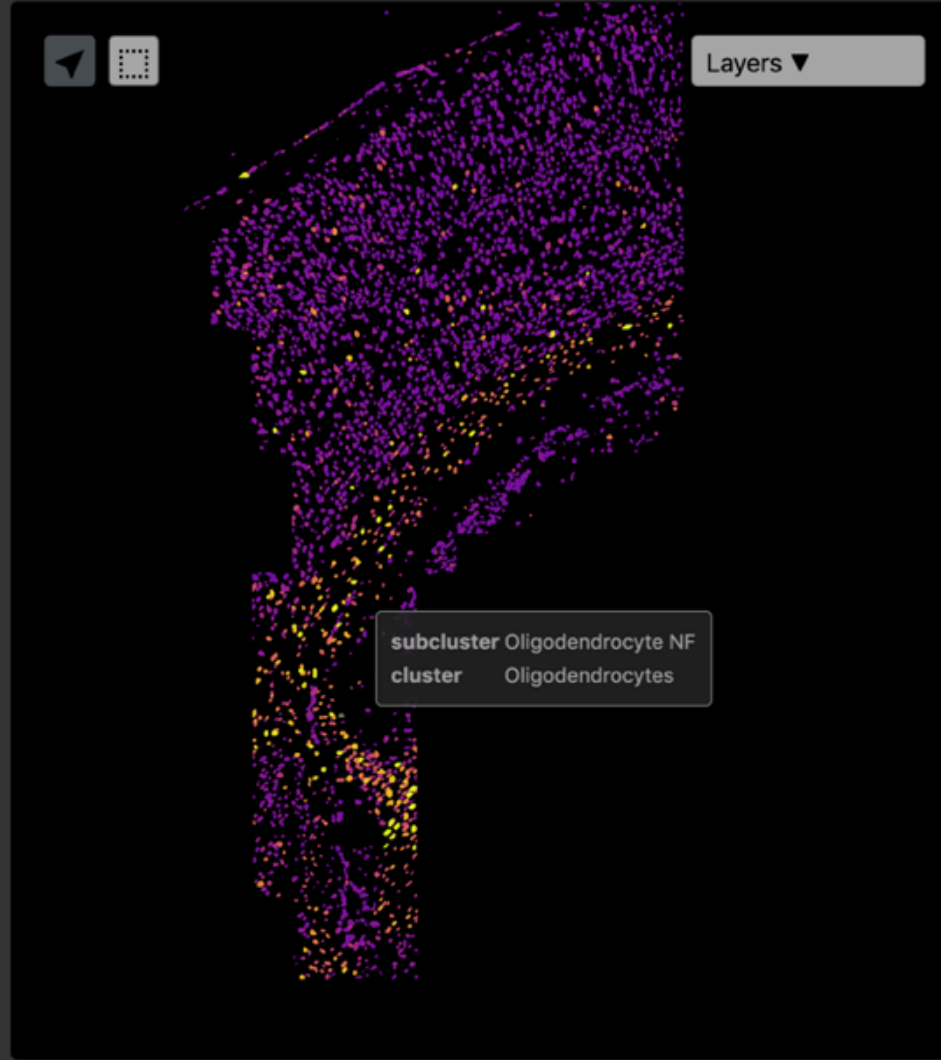 Layers ▼
subcluster Oligodendrocyte NF
cluster Oligodendrocytes